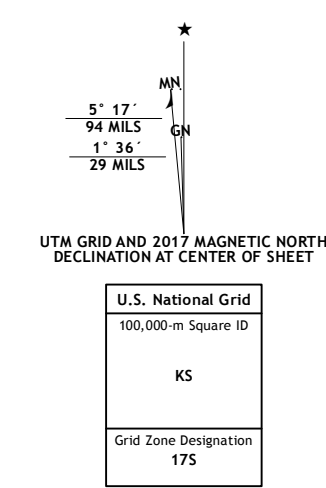 MN
5° 17´
94 MILS
GN
1° 36´
29 MILS
UTM GRID AND 2017 MAGNETIC NORTH
DECLINATION AT CENTER OF SHEET
U.S. National Grid
100,000-m Square ID
KS
Grid Zone Designation
17S